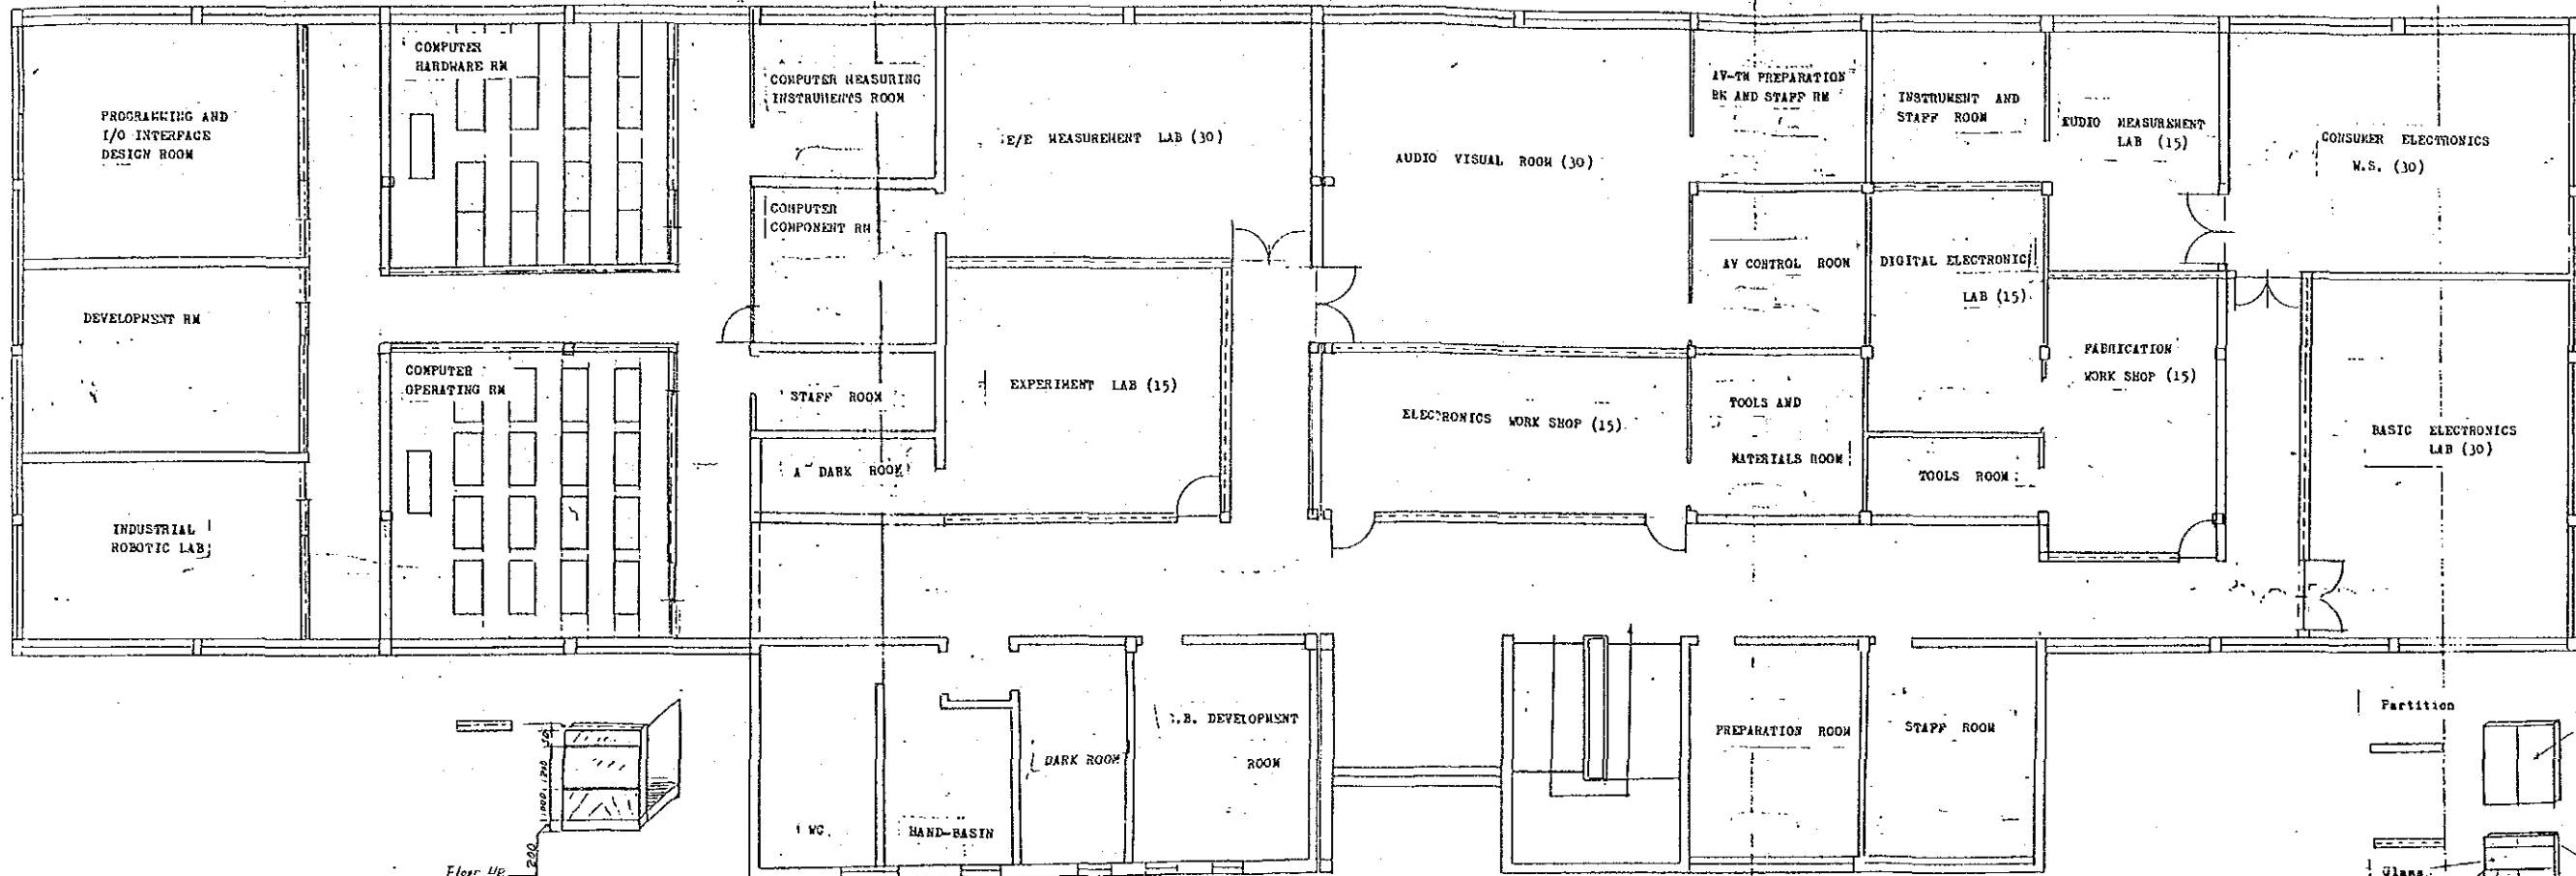 COMPUTER
HARDWARE RM
PROGRAMMING AND
I/O INTERFACE
DESIGN ROOM
COMPUTER MEASURING
INSTRUMENTS ROOM
E/E MEASUREMENT LAB (30)
AUDIO VISUAL ROOM (30)
AV-TM PREPARATION
RM AND STAFF RM
INSTRUMENT AND
STAFF ROOM
AUDIO MEASUREMENT
LAB (15)
CONSUMER ELECTRONICS
W.S. (30)
COMPUTER
COMPONENT RM
AV CONTROL ROOM
DIGITAL ELECTRONIC
LAB (15)
DEVELOPMENT RM
COMPUTER
OPERATING RM
STAFF ROOM
EXPERIMENT LAB (15)
ELECTRONICS WORK SHOP (15)
TOOLS AND
MATERIALS ROOM
FABRICATION
WORK SHOP (15)
BASIC ELECTRONICS
LAB (30)
A DARK ROOM
TOOLS ROOM
INDUSTRIAL
ROBOTIC LAB
WC.
HAND-BASIN
DARK ROOM
.B. DEVELOPMENT
ROOM
PREPARATION ROOM
STAFF ROOM
Partition
Glass
200
Floor UP